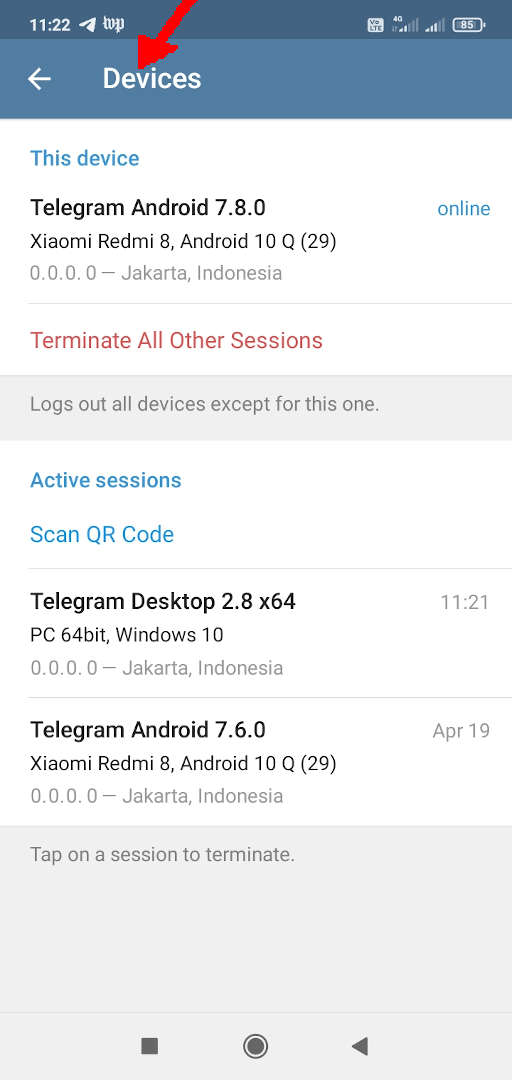 11:22
Vo LTE 4G 85
Devices
This device
Telegram Android 7.8.0 online
Xiaomi Redmi 8, Android 10 Q (29)
0.0.0. 0 — Jakarta, Indonesia
Terminate All Other Sessions
Logs out all devices except for this one.
Active sessions
Scan QR Code
Telegram Desktop 2.8 x64 11:21
PC 64bit, Windows 10
0.0.0. 0 — Jakarta, Indonesia
Telegram Android 7.6.0 Apr 19
Xiaomi Redmi 8, Android 10 Q (29)
0.0.0. 0 — Jakarta, Indonesia
Tap on a session to terminate.